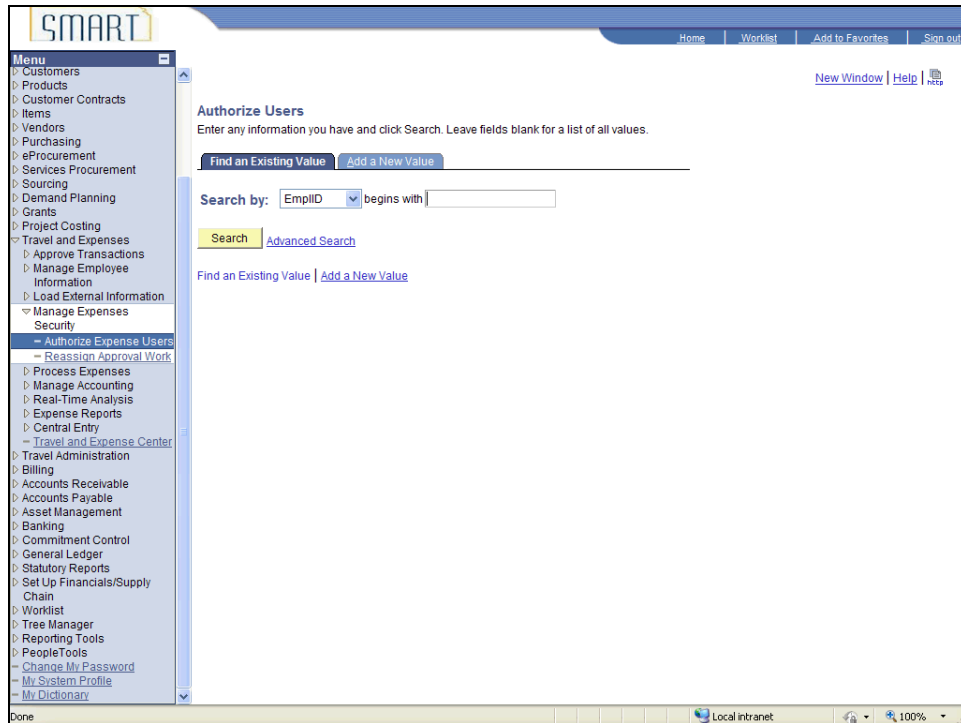 SMART
Home Worklist Add to Favorites Sign out
Menu
Customers
Products
Customer Contracts
Items
Vendors
Purchasing
eProcurement
Services Procurement
Sourcing
Demand Planning
Grants
Project Costing
Travel and Expenses
Approve Transactions
Manage Employee
Information
Load External Information
Manage Expenses
Security
Authorize Expense Users
Reassign Approval Work
Process Expenses
Manage Accounting
Real-Time Analysis
Expense Reports
Central Entry
Travel and Expense Center
Travel Administration
Billing
Accounts Receivable
Accounts Payable
Asset Management
Banking
Commitment Control
General Ledger
Statutory Reports
Set Up Financials/Supply
Chain
Worklist
Tree Manager
Reporting Tools
PeopleTools
Change My Password
My System Profile
My Dictionary
New Window | Help | http
Authorize Users
Enter any information you have and click Search. Leave fields blank for a list of all values.
Find an Existing Value Add a New Value
Search by: EmplID begins with
Search Advanced Search
Find an Existing Value | Add a New Value
Done Local intranet 100%